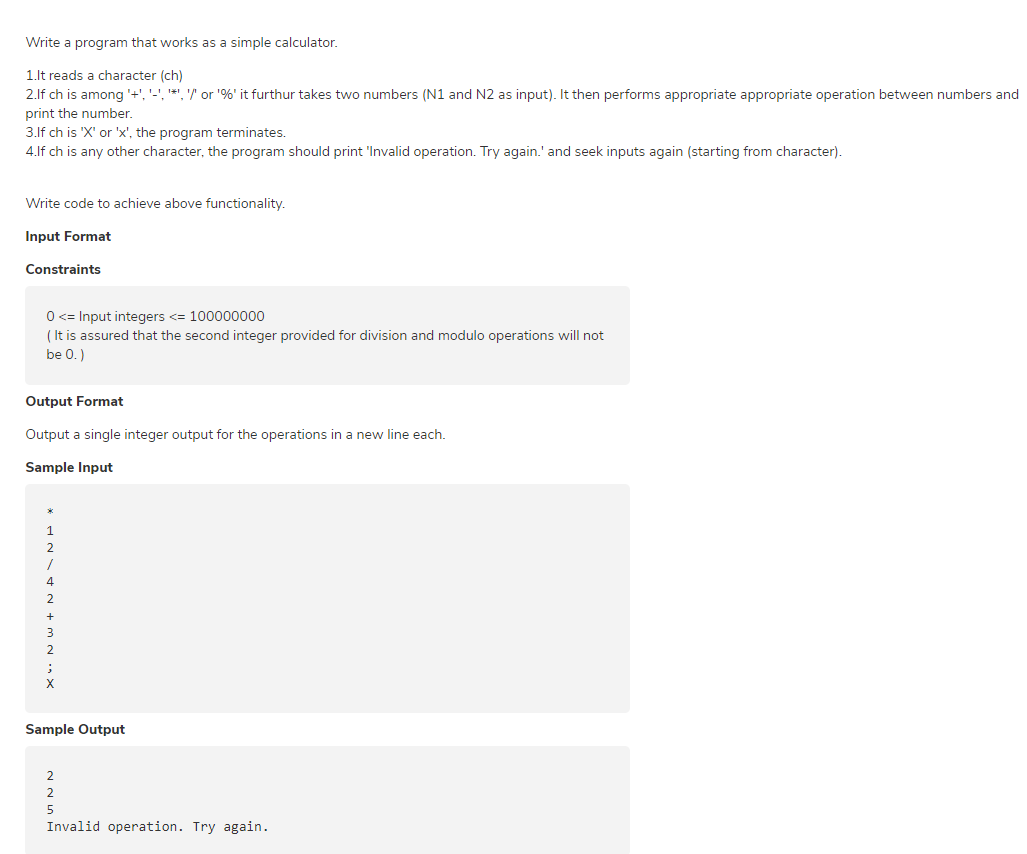 Write a program that works as a simple calculator.
1.It reads a character (ch)
2.If ch is among '+', '-', '*', '/' or '%' it furthur takes two numbers (N1 and N2 as input). It then performs appropriate appropriate operation between numbers and
print the number.
3.If ch is 'X' or 'x', the program terminates.
4.If ch is any other character, the program should print 'Invalid operation. Try again.' and seek inputs again (starting from character).
Write code to achieve above functionality.
Input Format
Constraints
0 <= Input integers <= 100000000
( It is assured that the second integer provided for division and modulo operations will not
be 0. )
Output Format
Output a single integer output for the operations in a new line each.
Sample Input
*
1
2
/
4
2
+
3
2
;
X
Sample Output
2
2
5
Invalid operation. Try again.